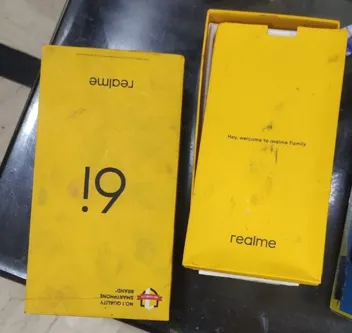 NO.1 QUALITY
SMARTPHONE
BRAND*
6i
realme
Hey, welcome to realme Family
realme